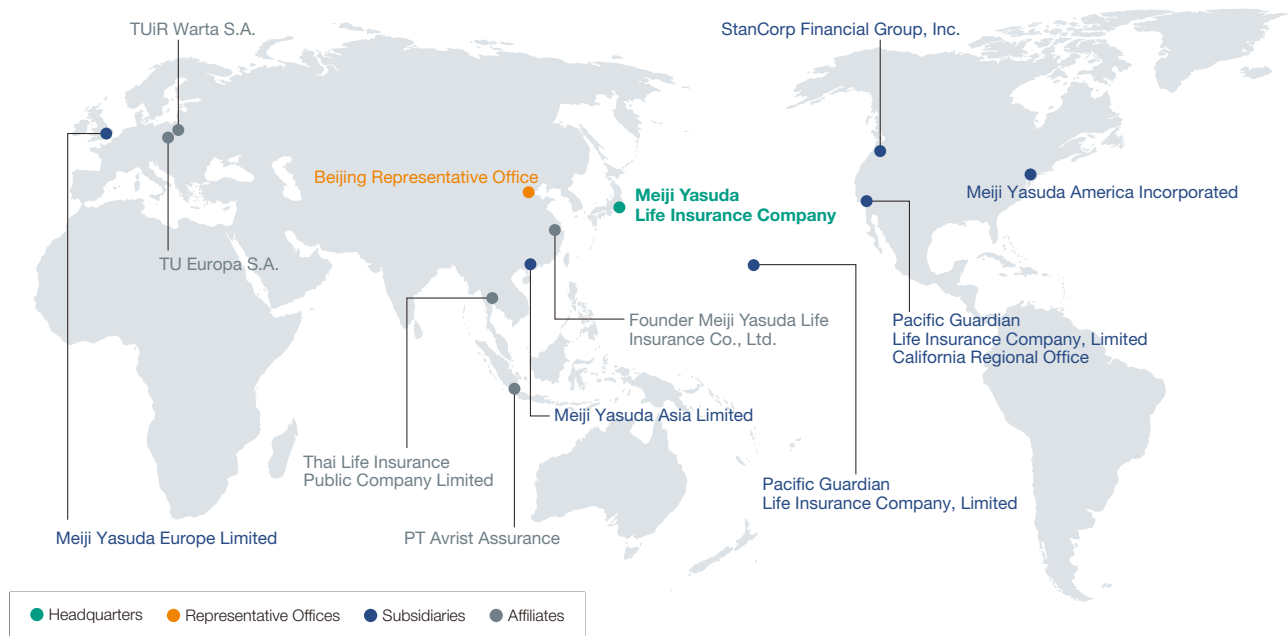 TUiR Warta S.A.
StanCorp Financial Group, Inc.
Beijing Representative Office
Meiji Yasuda
Life Insurance Company
Meiji Yasuda America Incorporated
TU Europa S.A.
Founder Meiji Yasuda Life
Insurance Co., Ltd.
Pacific Guardian
Life Insurance Company, Limited
California Regional Office
Meiji Yasuda Asia Limited
Thai Life Insurance
Public Company Limited
Pacific Guardian
Life Insurance Company, Limited
Meiji Yasuda Europe Limited
PT Avrist Assurance
Headquarters
Representative Offices
Subsidiaries
Affiliates